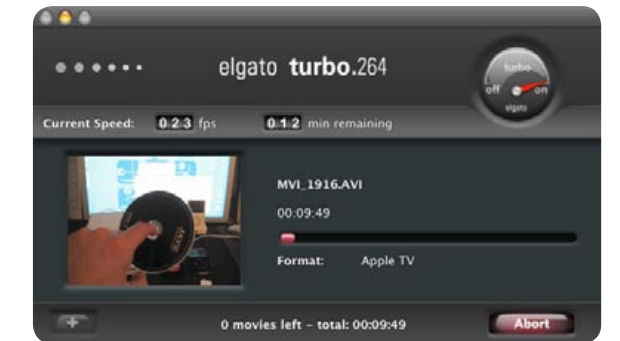 elgato turbo.264
turbo
off on
elgato
Current Speed: 023 fps 012 min remaining
MVI_1916.AVI
00:09:49
Format: Apple TV
+
0 movies left – total: 00:09:49
Abort